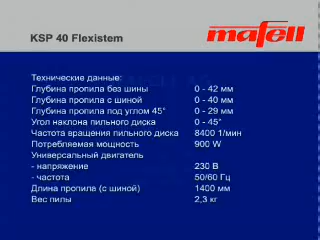 KSP 40 Flexistem
mafell
Технические данные:
Глубина пропила без шины 0 - 42 мм
Глубина пропила с шиной 0 - 40 мм
Глубина пропила под углом 45° 0 - 29 мм
Угол наклона пильного диска 0 - 45°
Частота вращения пильного диска 8400 1/мин
Потребляемая мощность 900 W
Универсальный двигатель
- напряжение 230 В
- частота 50/60 Гц
Длина пропила (с шиной) 1400 мм
Вес пилы 2,3 кг